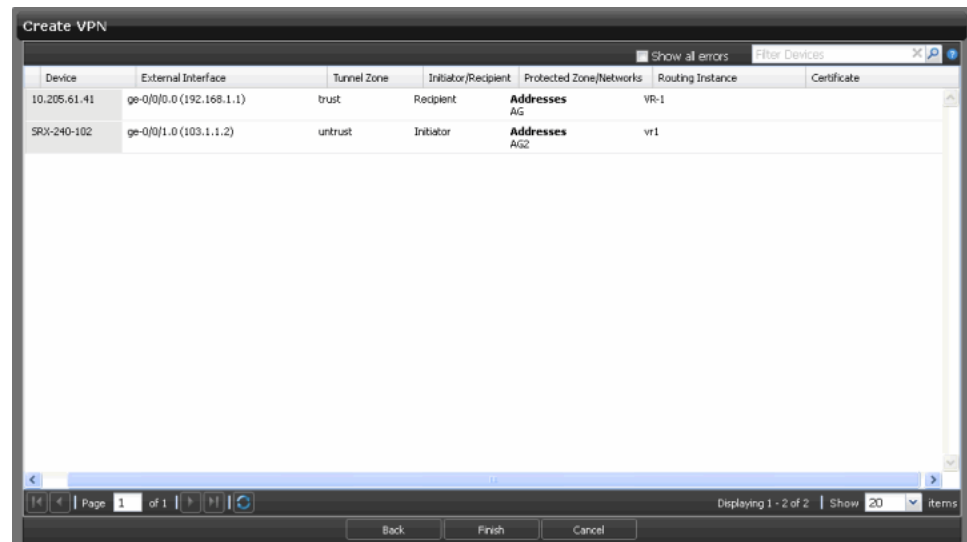 Create VPN
Show all errors Filter Devices
Device External Interface Tunnel Zone Initiator/Recipient Protected Zone/Networks Routing Instance Certificate
10.205.61.41 ge-0/0/0.0 (192.168.1.1) trust Recipient Addresses VR-1
AG
SRX-240-102 ge-0/0/1.0 (103.1.1.2) untrust Initiator Addresses vr1
AG2
Page 1 of 1 Displaying 1 - 2 of 2 Show 20 items
Back Finish Cancel